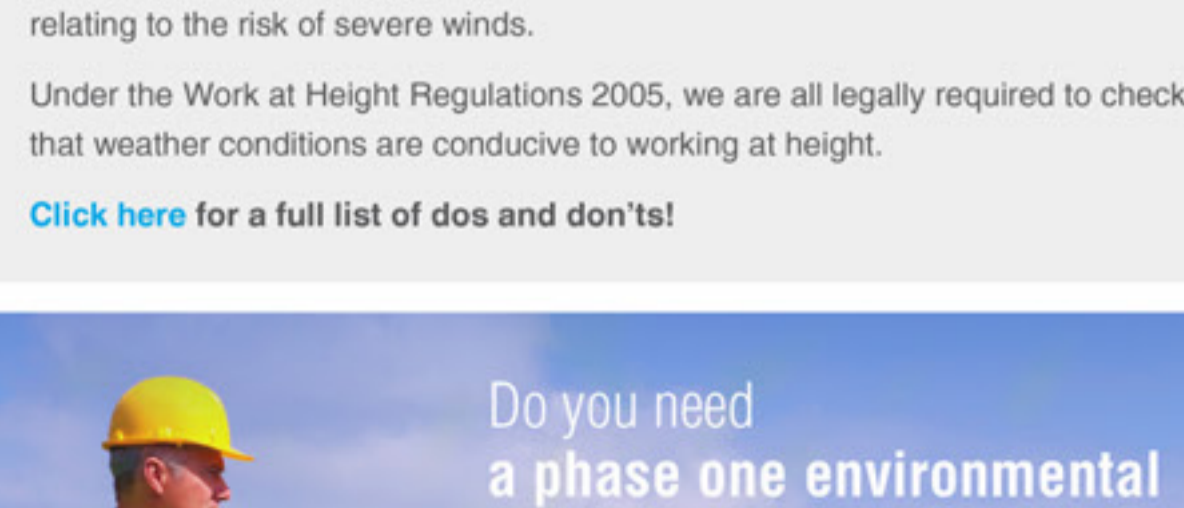 relating to the risk of severe winds.
Under the Work at Height Regulations 2005, we are all legally required to check
that weather conditions are conducive to working at height.
Click here for a full list of dos and don'ts!
Do you need
a phase one environmental